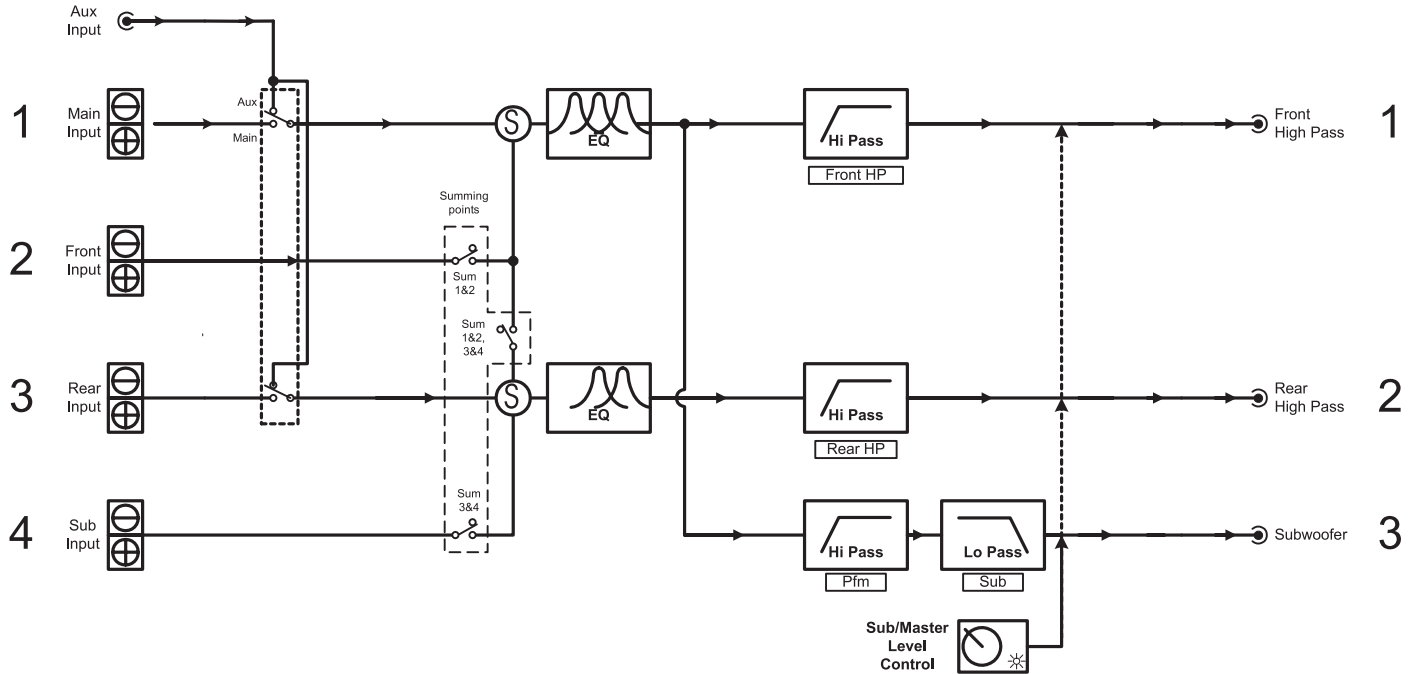 Aux
Input
1
Main
Input
Aux
Main
S
EQ
Hi Pass
Front HP
Front
High Pass
1
Summing
points
2
Front
Input
Sum
1&2
Sum
1&2,
3&4
3
Rear
Input
S
EQ
Hi Pass
Rear HP
Rear
High Pass
2
4
Sub
Input
Sum
3&4
Hi Pass
Pfm
Lo Pass
Sub
Subwoofer
3
Sub/Master
Level
Control